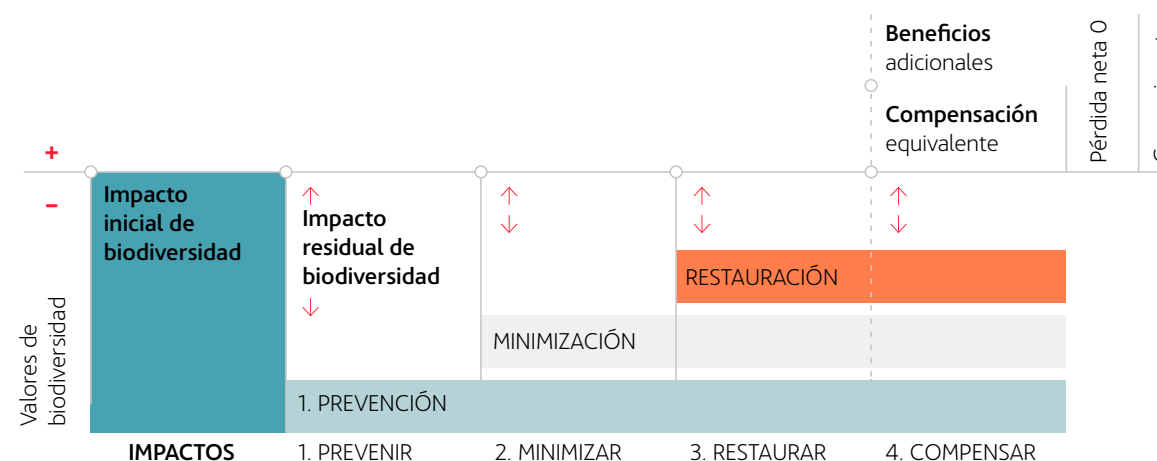 Beneficios
adicionales
Compensación
equivalente
Pérdida neta 0
+
–
Impacto
inicial de
biodiversidad
Impacto
residual de
biodiversidad
RESTAURACIÓN
MINIMIZACIÓN
1. PREVENCIÓN
Valores de
biodiversidad
IMPACTOS
1. PREVENIR
2. MINIMIZAR
3. RESTAURAR
4. COMPENSAR